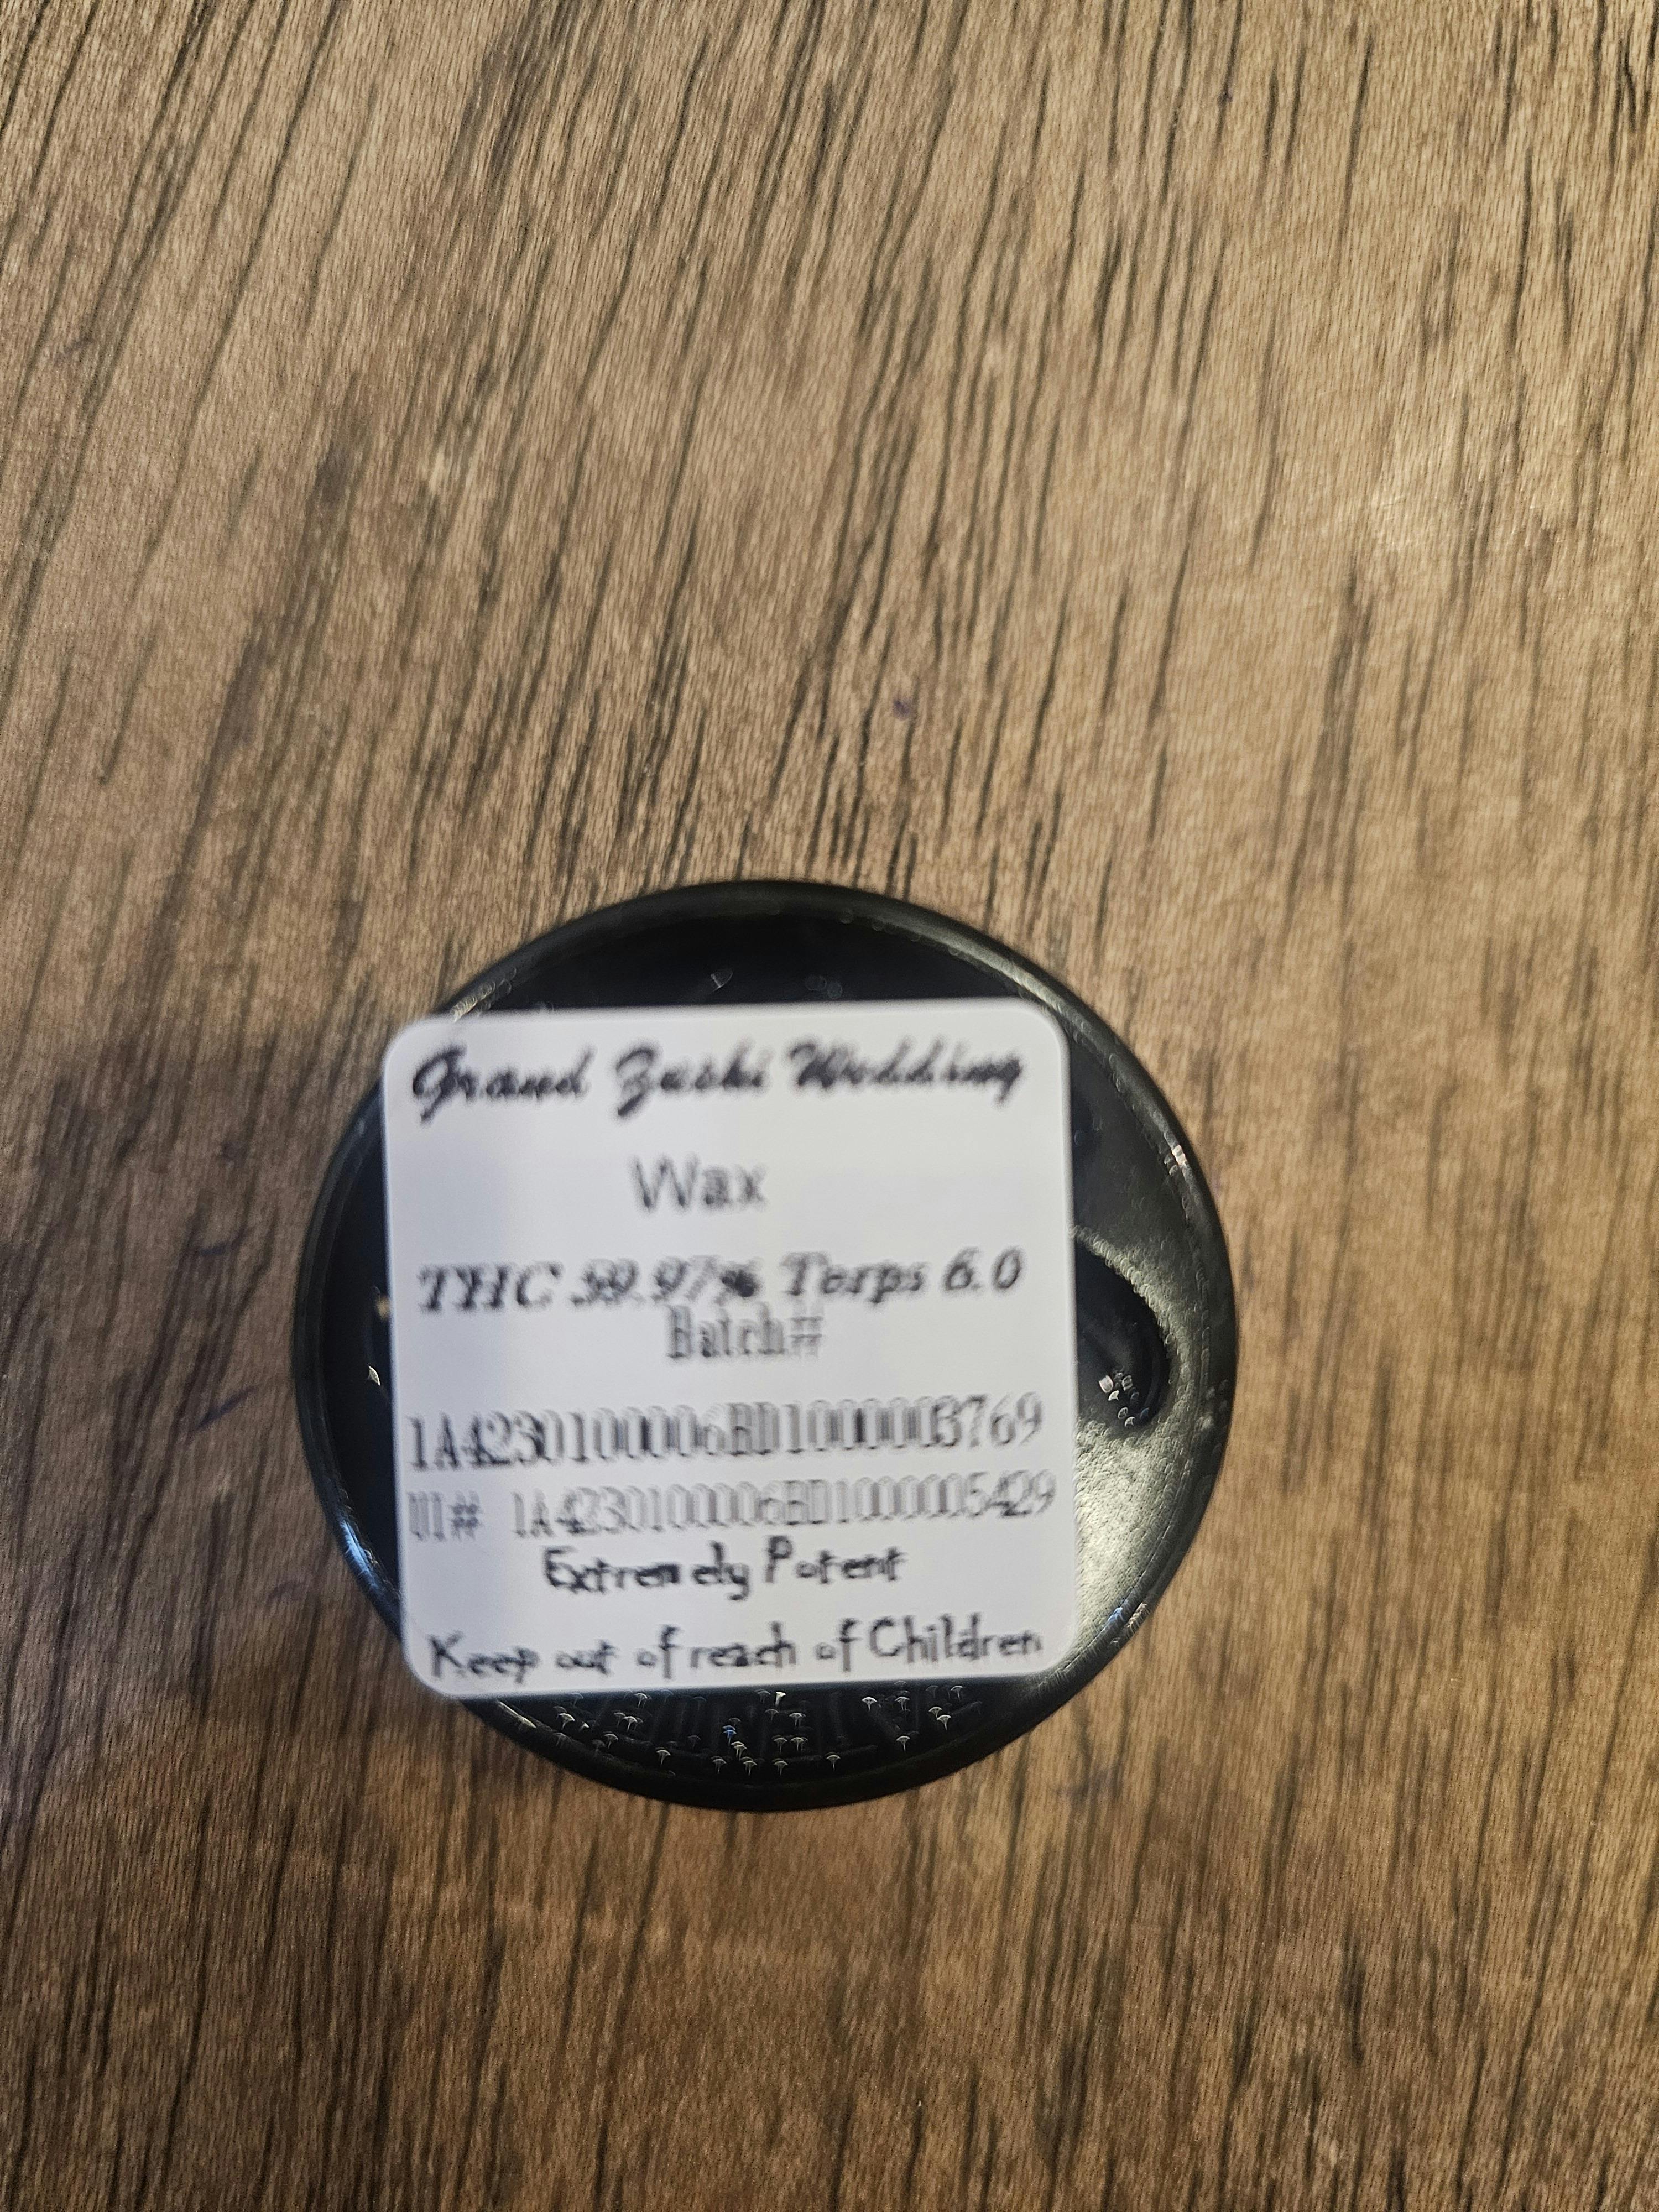 Grand Zushi Wedding
Wax
THC 59.97% Terps 6.0
Batch#
1A4230100006BD1000003769
UI# 1A4230100006BD1000005429
Extremely Potent
Keep out of reach of Children